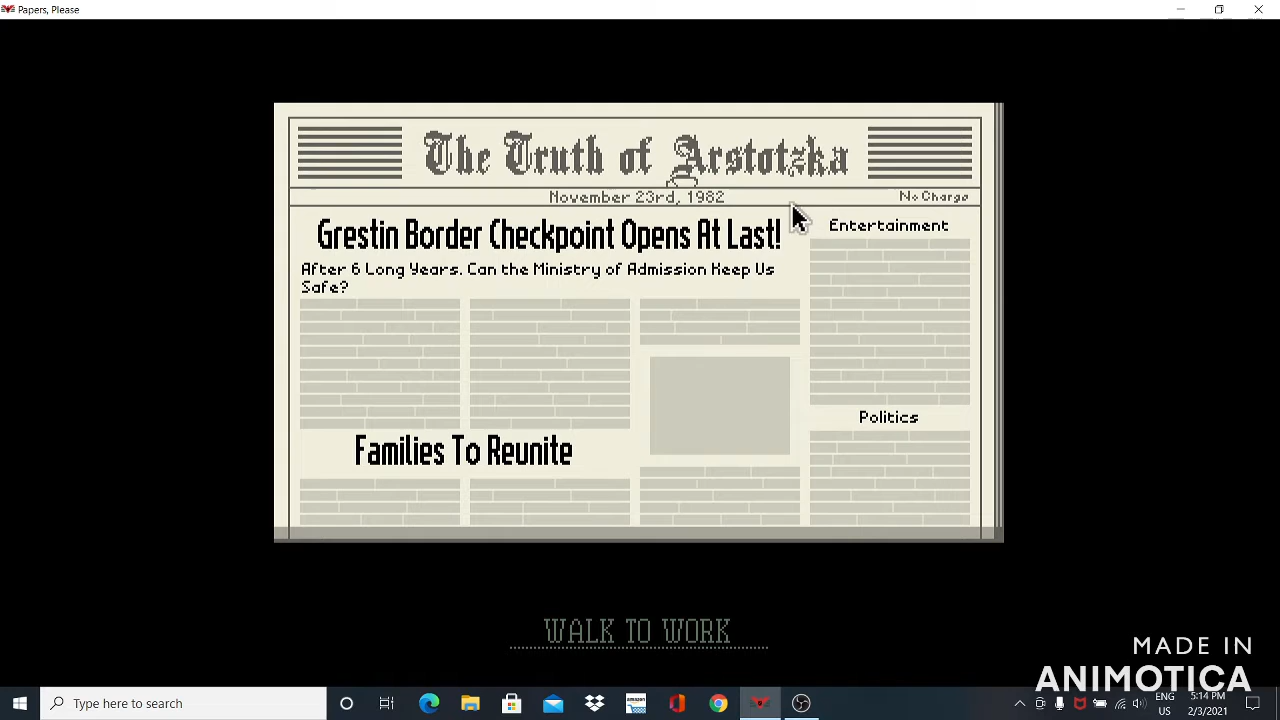 Papers, Please
The Truth of Arstotzka
November 23rd, 1982
No Charge
Grestin Border Checkpoint Opens At Last!
After 6 Long Years. Can the Ministry of Admission Keep Us
Safe?
Families To Reunite
Entertainment
Politics
WALK TO WORK
MADE IN
ANIMOTICA
Type here to search
amazon
ENG
US
5:14 PM
2/3/2021